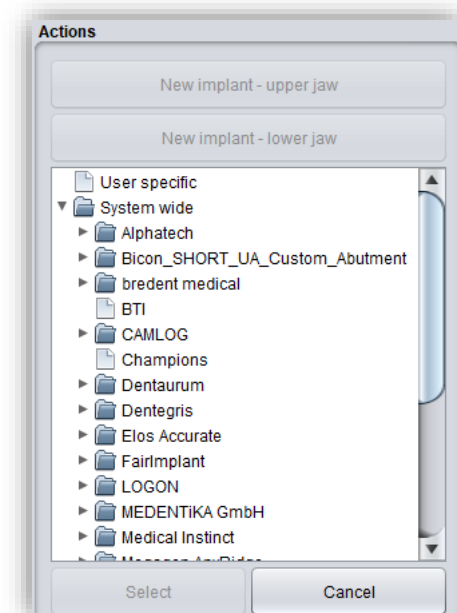 Actions
New implant - upper jaw
New implant - lower jaw
User specific
System wide
Alphatech
Bicon_SHORT_UA_Custom_Abutment
bredent medical
BTI
CAMLOG
Champions
Dentaurum
Dentegris
Elos Accurate
FairImplant
LOGON
MEDENTiKA GmbH
Medical Instinct
Select
Cancel